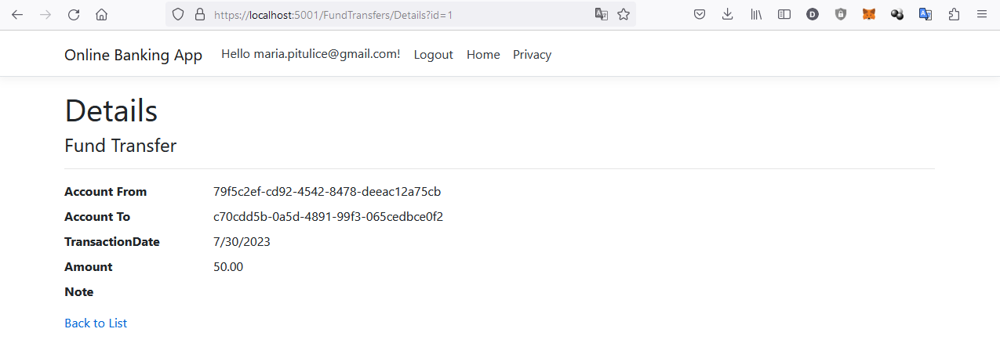 https://localhost:5001/FundTransfers/Details?id=1
Online Banking App Hello maria.pitulice@gmail.com! Logout Home Privacy
Details
Fund Transfer
Account From 79f5c2ef-cd92-4542-8478-deeac12a75cb
Account To c70cdd5b-0a5d-4891-99f3-065cedbce0f2
TransactionDate 7/30/2023
Amount 50.00
Note
Back to List